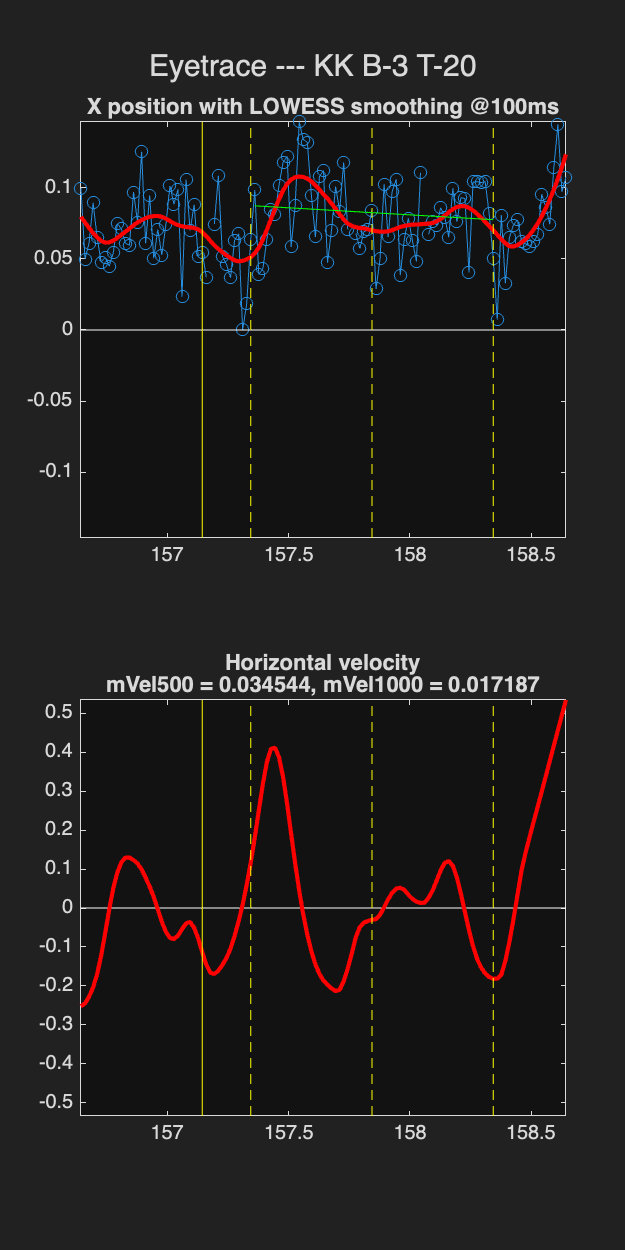 Eyetrace --- KK B-3 T-20
X position with LOWESS smoothing @100ms
0.1
0.05
0
-0.05
-0.1
157 157.5 158 158.5
Horizontal velocity
mVel500 = 0.034544, mVel1000 = 0.017187
0.5
0.4
0.3
0.2
0.1
0
-0.1
-0.2
-0.3
-0.4
-0.5
157 157.5 158 158.5